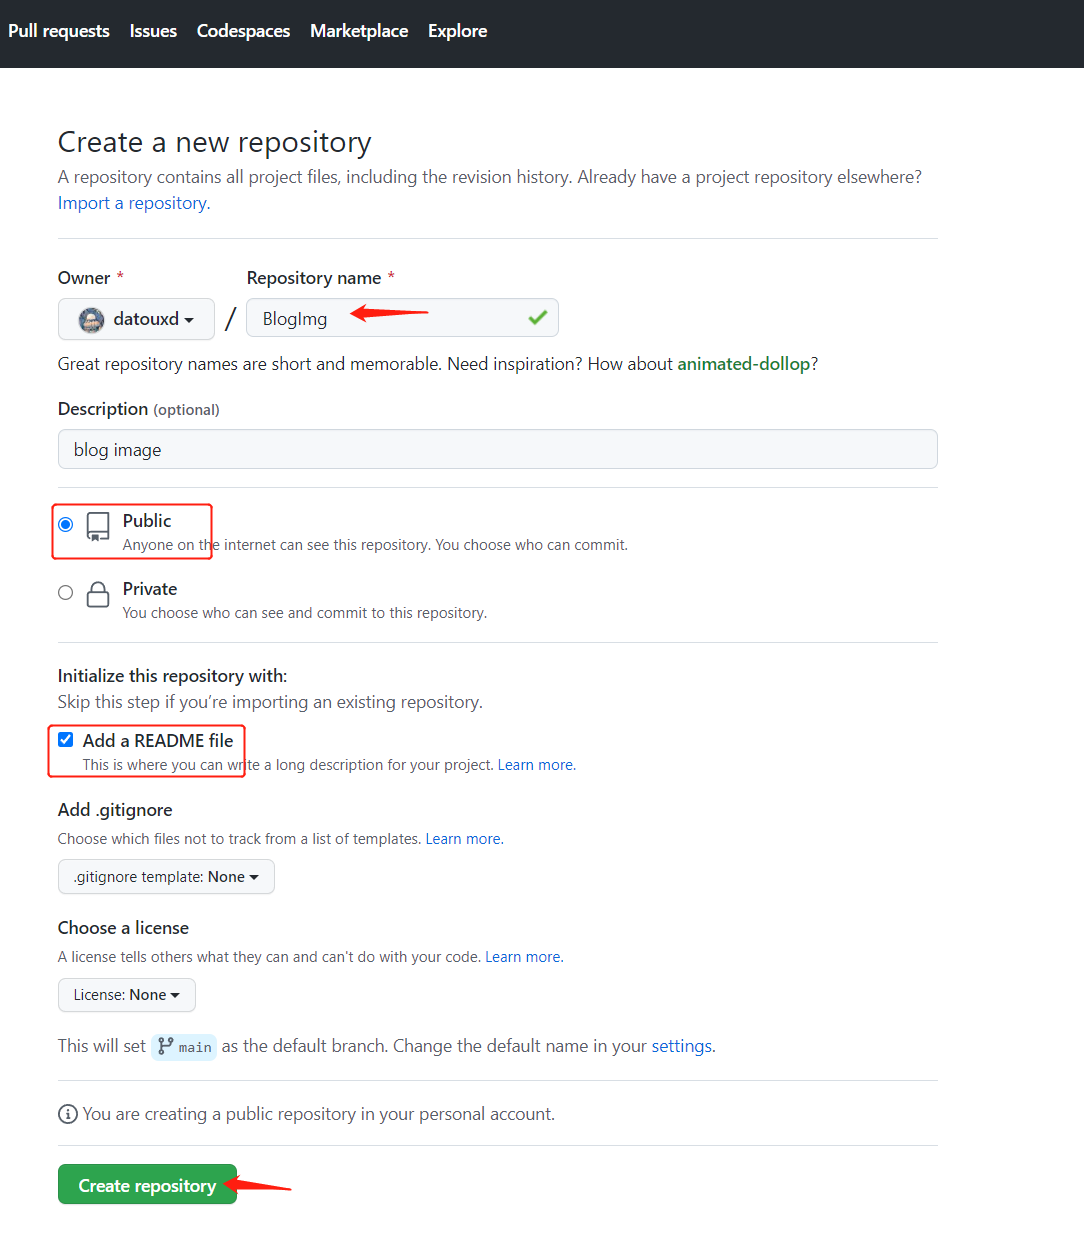 Pull requests Issues Codespaces Marketplace Explore
Create a new repository
A repository contains all project files, including the revision history. Already have a project repository elsewhere?
Import a repository.
Owner * Repository name *
datouxd / BlogImg
Great repository names are short and memorable. Need inspiration? How about animated-dollop?
Description (optional)
blog image
Public
Anyone on the internet can see this repository. You choose who can commit.
Private
You choose who can see and commit to this repository.
Initialize this repository with:
Skip this step if you’re importing an existing repository.
Add a README file
This is where you can write a long description for your project. Learn more.
Add .gitignore
Choose which files not to track from a list of templates. Learn more.
.gitignore template: None
Choose a license
A license tells others what they can and can't do with your code. Learn more.
License: None
This will set main as the default branch. Change the default name in your settings.
You are creating a public repository in your personal account.
Create repository